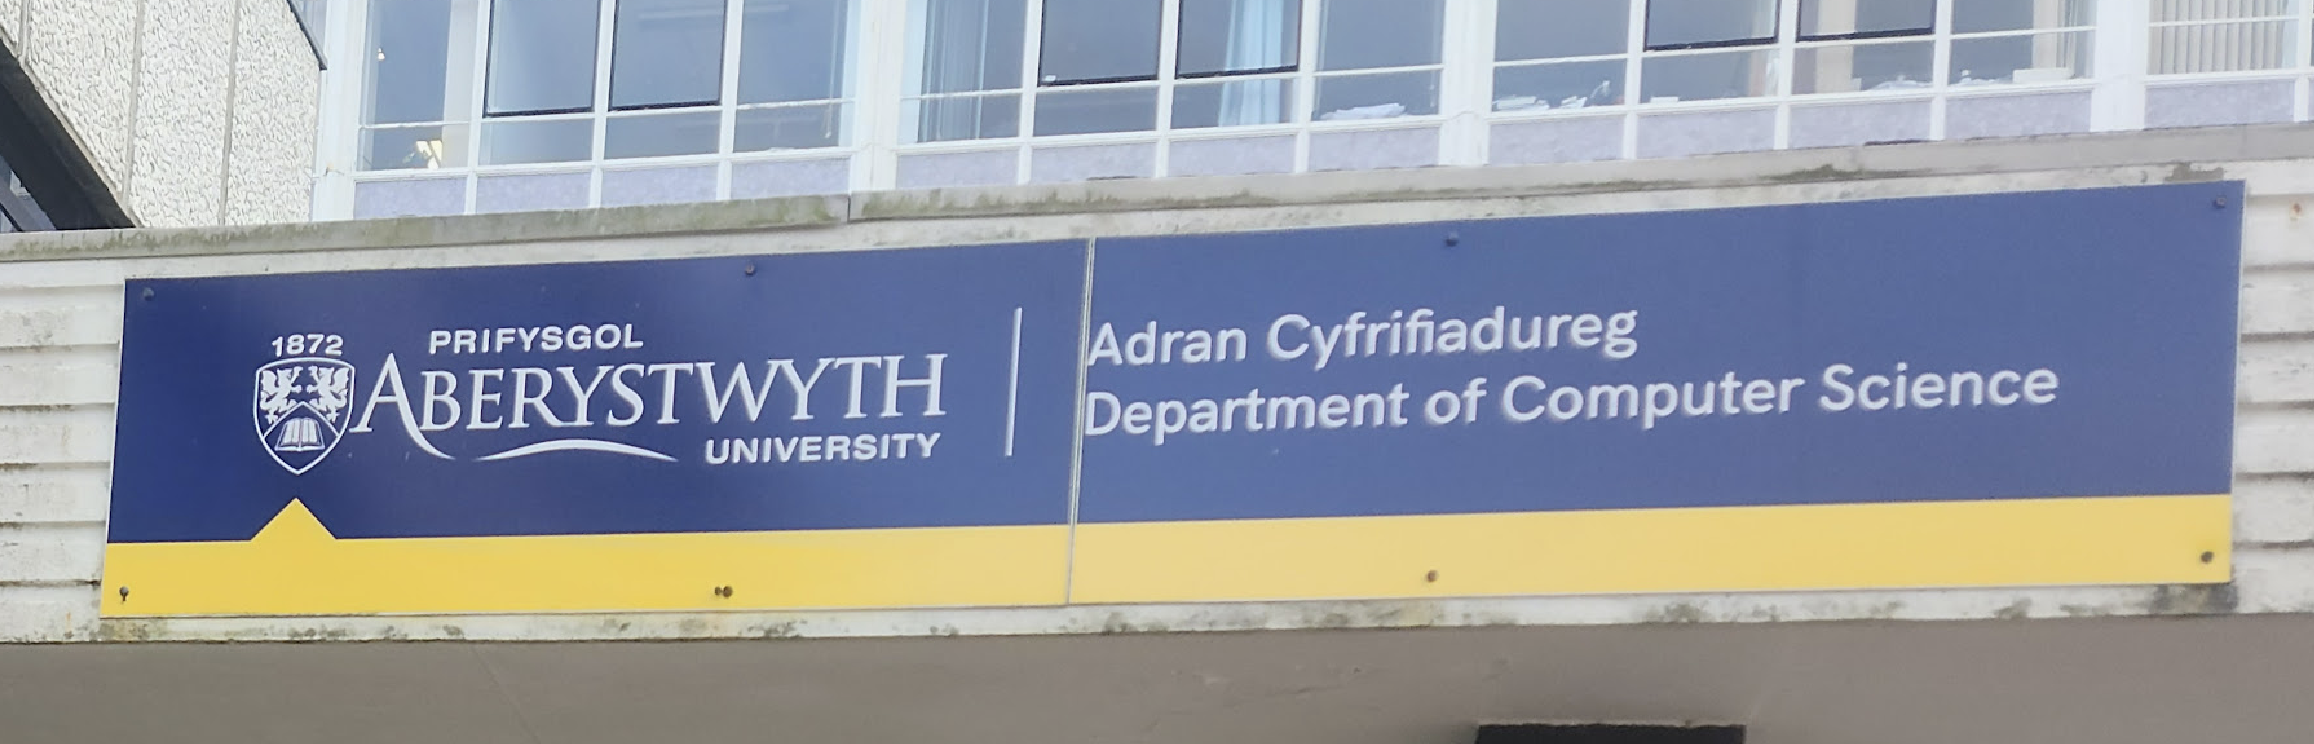 1872
PRIFYSGOL
ABERYSTWYTH
UNIVERSITY
Adran Cyfrifiadureg
Department of Computer Science